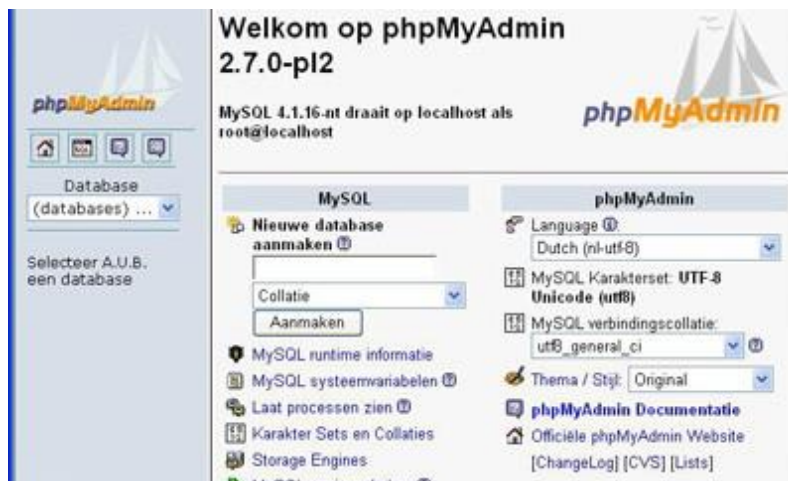 phpMyAdmin
Database
(databases) ...
Selecteer A.U.B.
een database
Welkom op phpMyAdmin
2.7.0-pl2
MySQL 4.1.16-nt draait op localhost als
root@localhost
phpMyAdmin
MySQL
Nieuwe database
aanmaken
Collatie
Aanmaken
MySQL runtime informatie
MySQL systeemvariabelen
Laat processen zien
Karakter Sets en Collaties
Storage Engines
phpMyAdmin
Language
Dutch (nl-utf-8)
MySQL Karakterset: UTF-8
Unicode (utf8)
MySQL verbindingscollatie:
utf8_general_ci
Thema / Stijl: Original
phpMyAdmin Documentatie
Officiële phpMyAdmin Website
[ChangeLog] [CVS] [Lists]